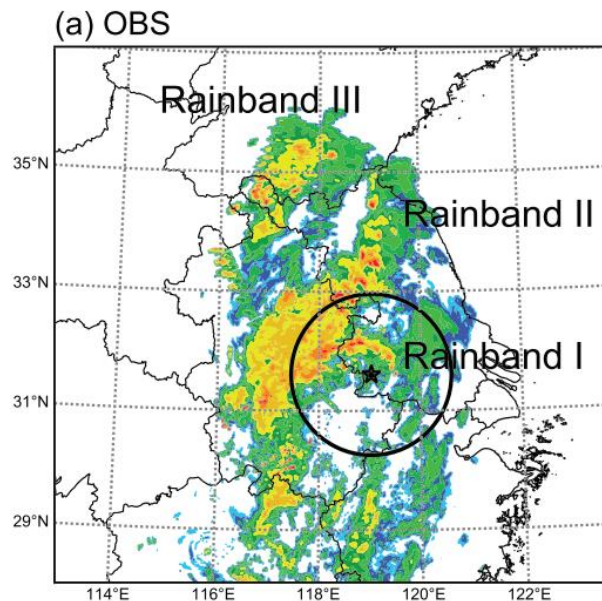 (a) OBS
Rainband III
35°N
Rainband II
33°N
Rainband I
31°N
29°N
114°E 116°E 118°E 120°E 122°E